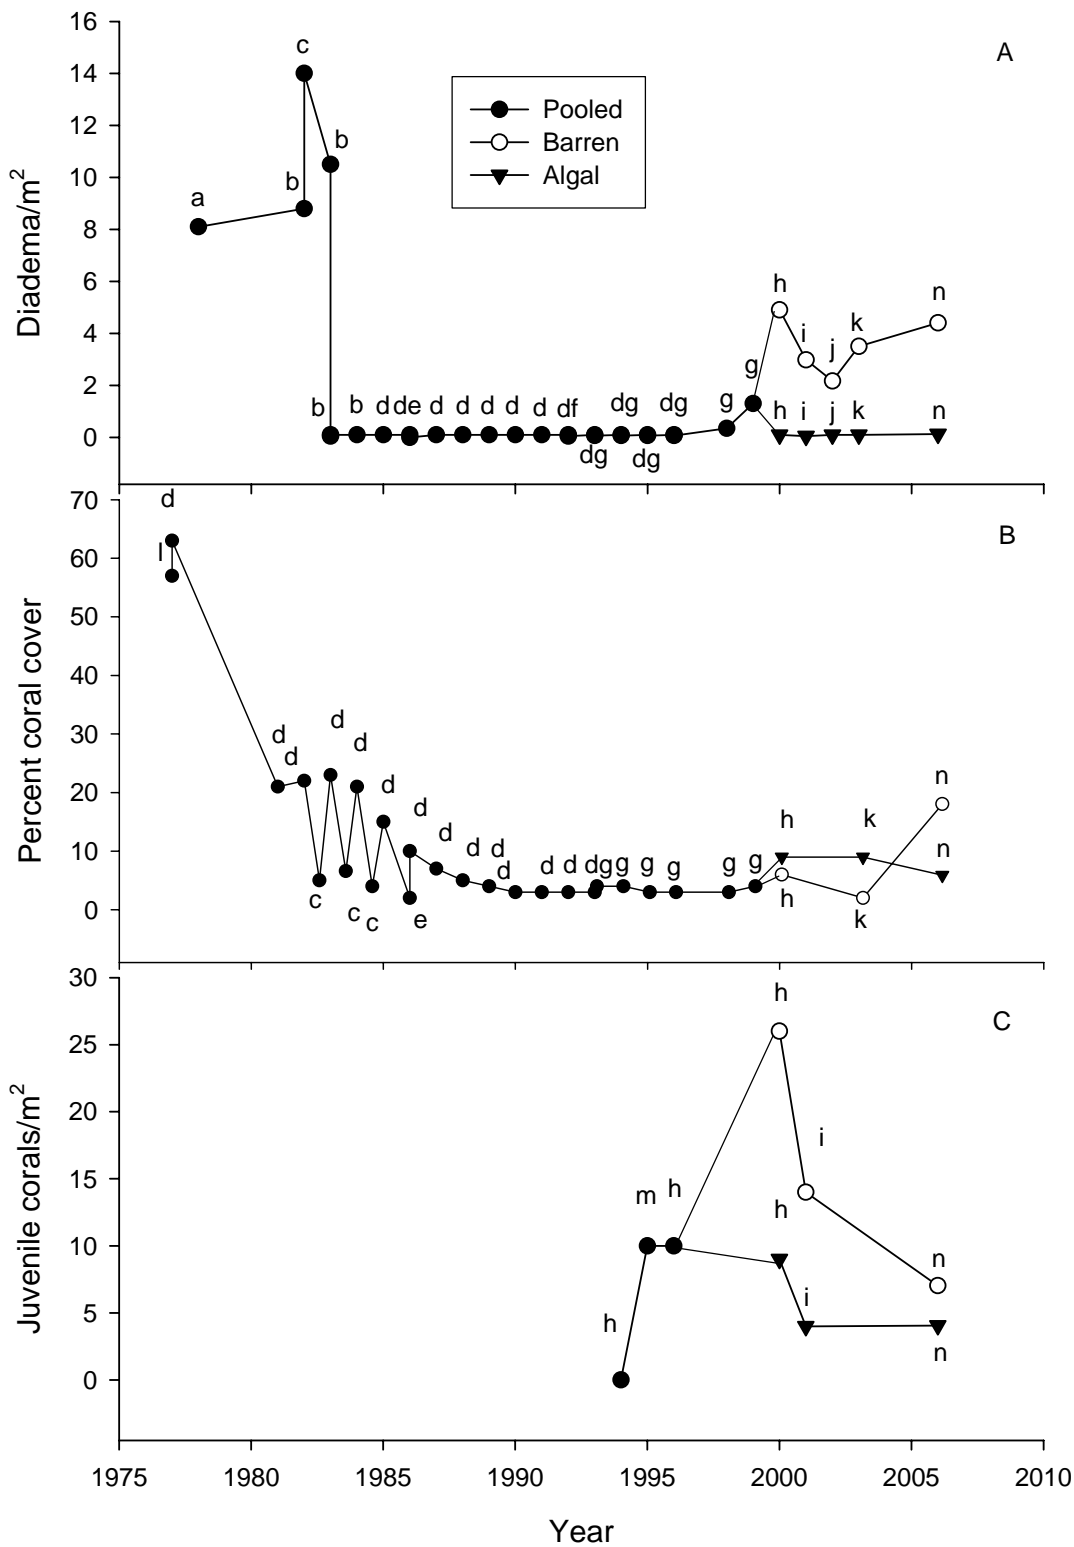 16
14
12
10
8
6
4
2
0
Diadema/m²
A
Pooled
Barren
Algal
c
b
a
b
h
n
i
j
k
g
b b d de d d d d d df dg dg g h i j k n
dg dg
70
60
50
40
30
20
10
0
Percent coral cover
B
d
l
d
d
d
d
d
n
d
h
k
d
d d
n
d d d dg g g g g g
c
c
c
e
h
k
30
25
20
15
10
5
0
Juvenile corals/m²
C
h
i
m h
h
n
i
h
n
1975 1980 1985 1990 1995 2000 2005 2010
Year